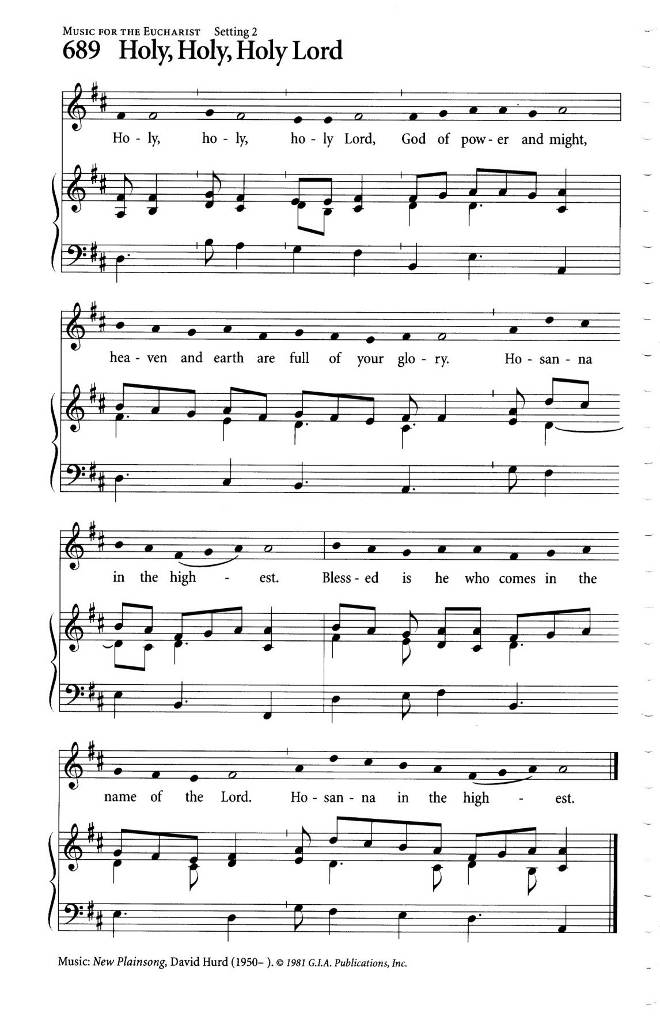 MUSIC FOR THE EUCHARIST Setting 2
689 Holy, Holy, Holy Lord
Ho - ly, ho - ly, ho - ly Lord, God of pow - er and might,
hea - ven and earth are full of your glo - ry. Ho - san - na
in the high - est. Bless - ed is he who comes in the
name of the Lord. Ho - san - na in the high - est.
Music: New Plainsong, David Hurd (1950– ). © 1981 G.I.A. Publications, Inc.